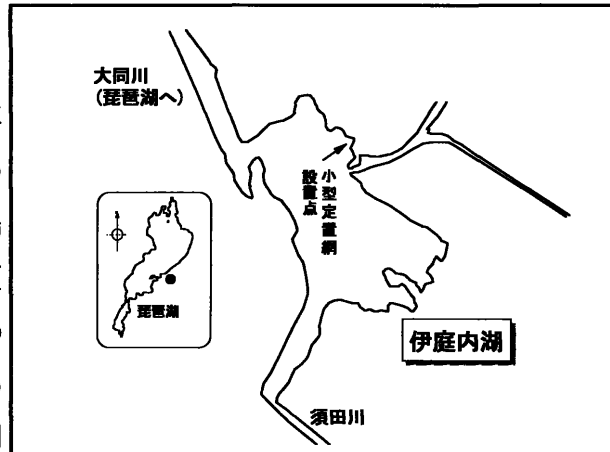 大同川
(琵琶湖へ)
小型定置網
設置点
琵琶湖
伊庭内湖
須田川